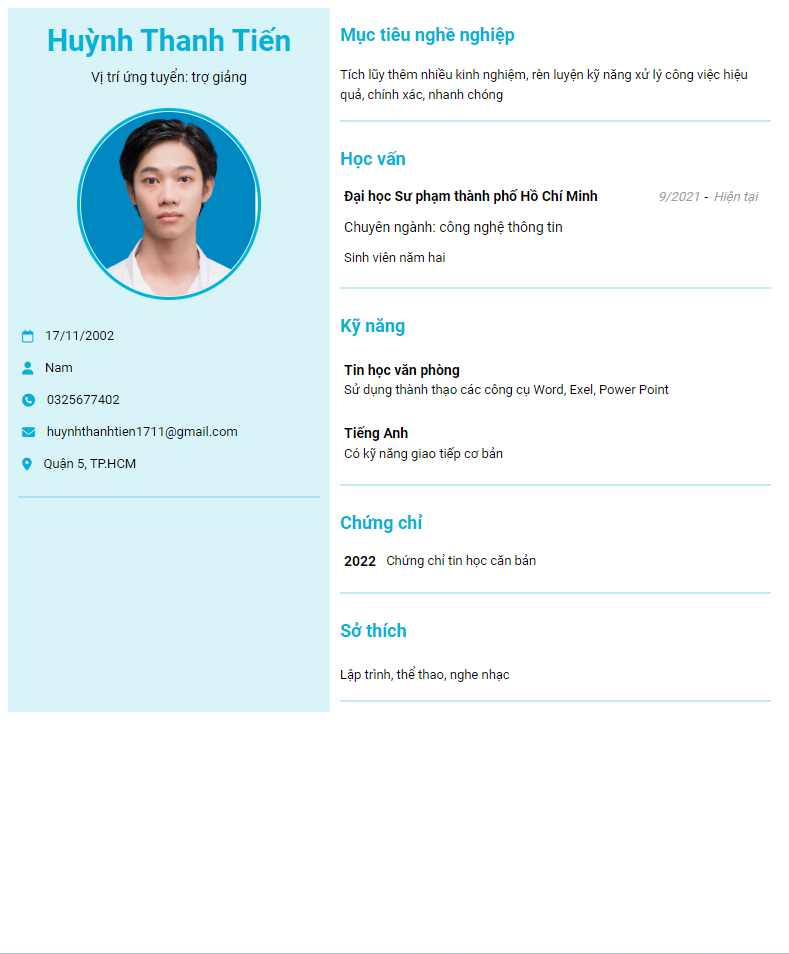 Huỳnh Thanh Tiến
Vị trí ứng tuyển: trợ giảng
17/11/2002
Nam
0325677402
huynhthanhtien1711@gmail.com
Quận 5, TP.HCM
Mục tiêu nghề nghiệp
Tích lũy thêm nhiều kinh nghiệm, rèn luyện kỹ năng xử lý công việc hiệu
quả, chính xác, nhanh chóng
Học vấn
Đại học Sư phạm thành phố Hồ Chí Minh 9/2021 - Hiện tại
Chuyên ngành: công nghệ thông tin
Sinh viên năm hai
Kỹ năng
Tin học văn phòng
Sử dụng thành thạo các công cụ Word, Exel, Power Point
Tiếng Anh
Có kỹ năng giao tiếp cơ bản
Chứng chỉ
2022 Chứng chỉ tin học căn bản
Sở thích
Lập trình, thể thao, nghe nhạc